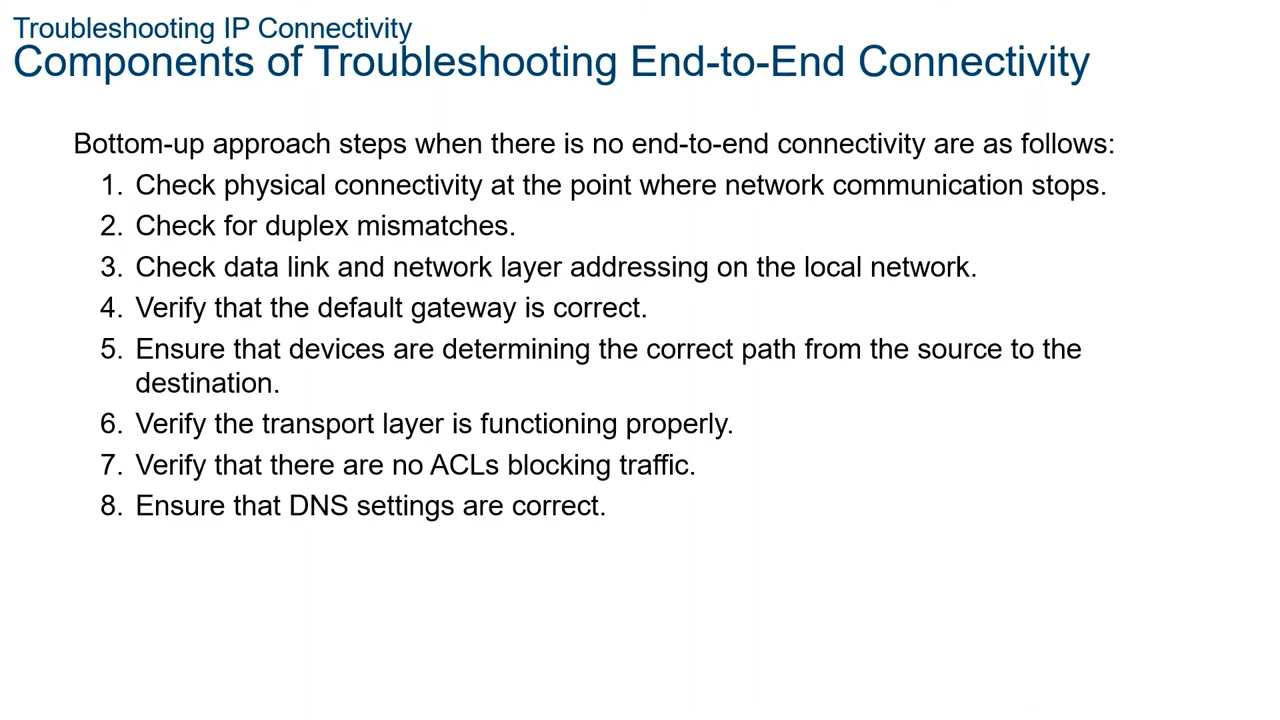 Troubleshooting IP Connectivity
Components of Troubleshooting End-to-End Connectivity
Bottom-up approach steps when there is no end-to-end connectivity are as follows:
1. Check physical connectivity at the point where network communication stops.
2. Check for duplex mismatches.
3. Check data link and network layer addressing on the local network.
4. Verify that the default gateway is correct.
5. Ensure that devices are determining the correct path from the source to the
destination.
6. Verify the transport layer is functioning properly.
7. Verify that there are no ACLs blocking traffic.
8. Ensure that DNS settings are correct.